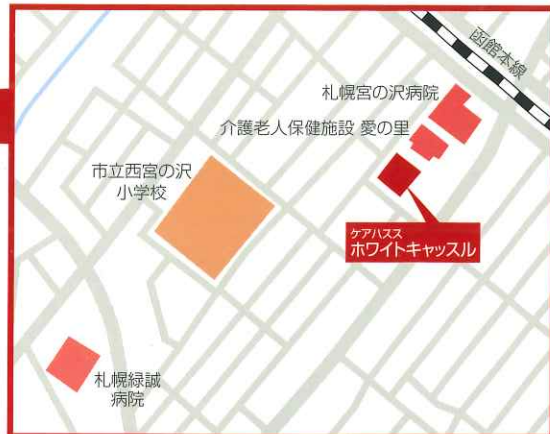 函館本線
札幌宮の沢病院
介護老人保健施設 愛の里
市立西宮の沢
小学校
ケアハスス
ホワイトキャッスル
札幌緑誠
病院